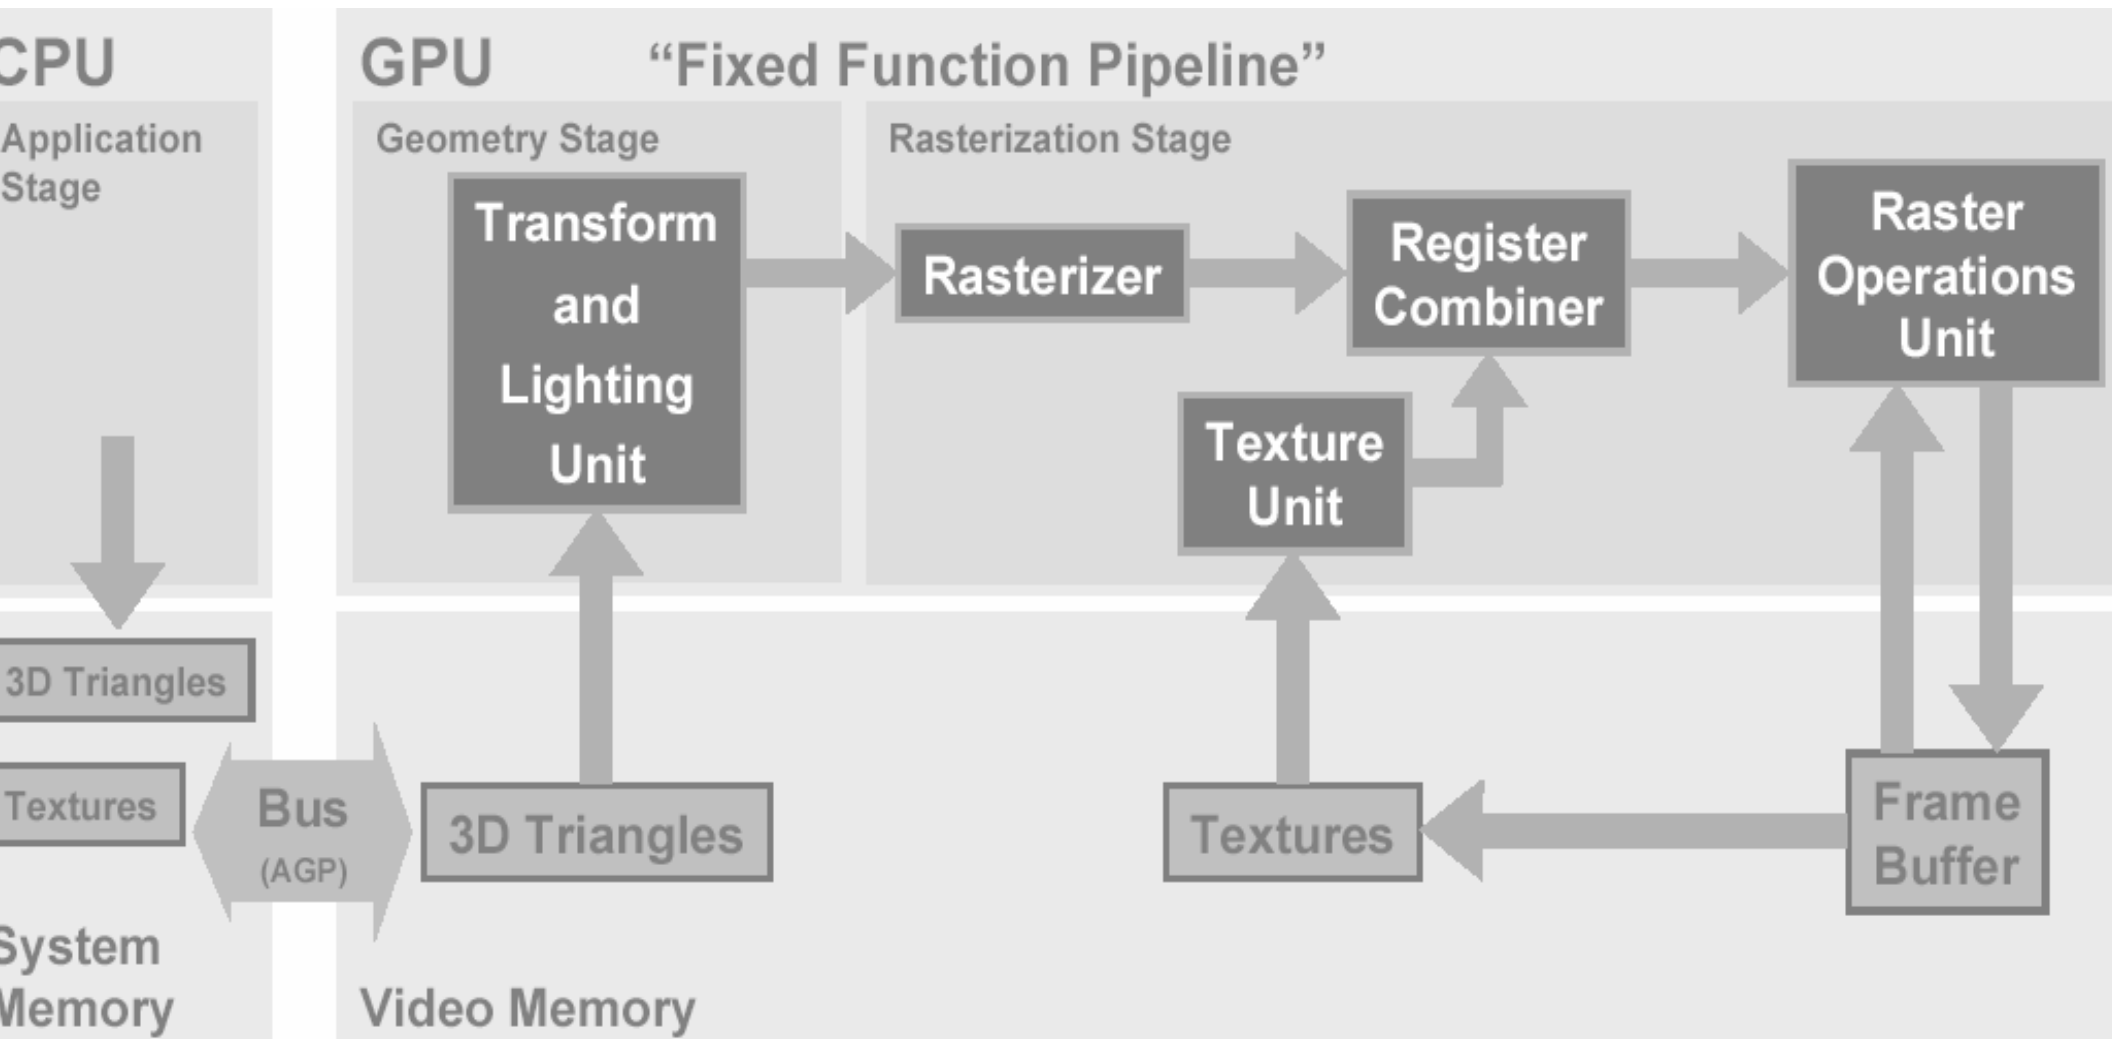 CPU
Application
Stage
3D Triangles
Textures
System
Memory
Bus
(AGP)
GPU
“Fixed Function Pipeline”
Geometry Stage
Transform
and
Lighting
Unit
Rasterization Stage
Rasterizer
Register
Combiner
Raster
Operations
Unit
Texture
Unit
3D Triangles
Textures
Frame
Buffer
Video Memory